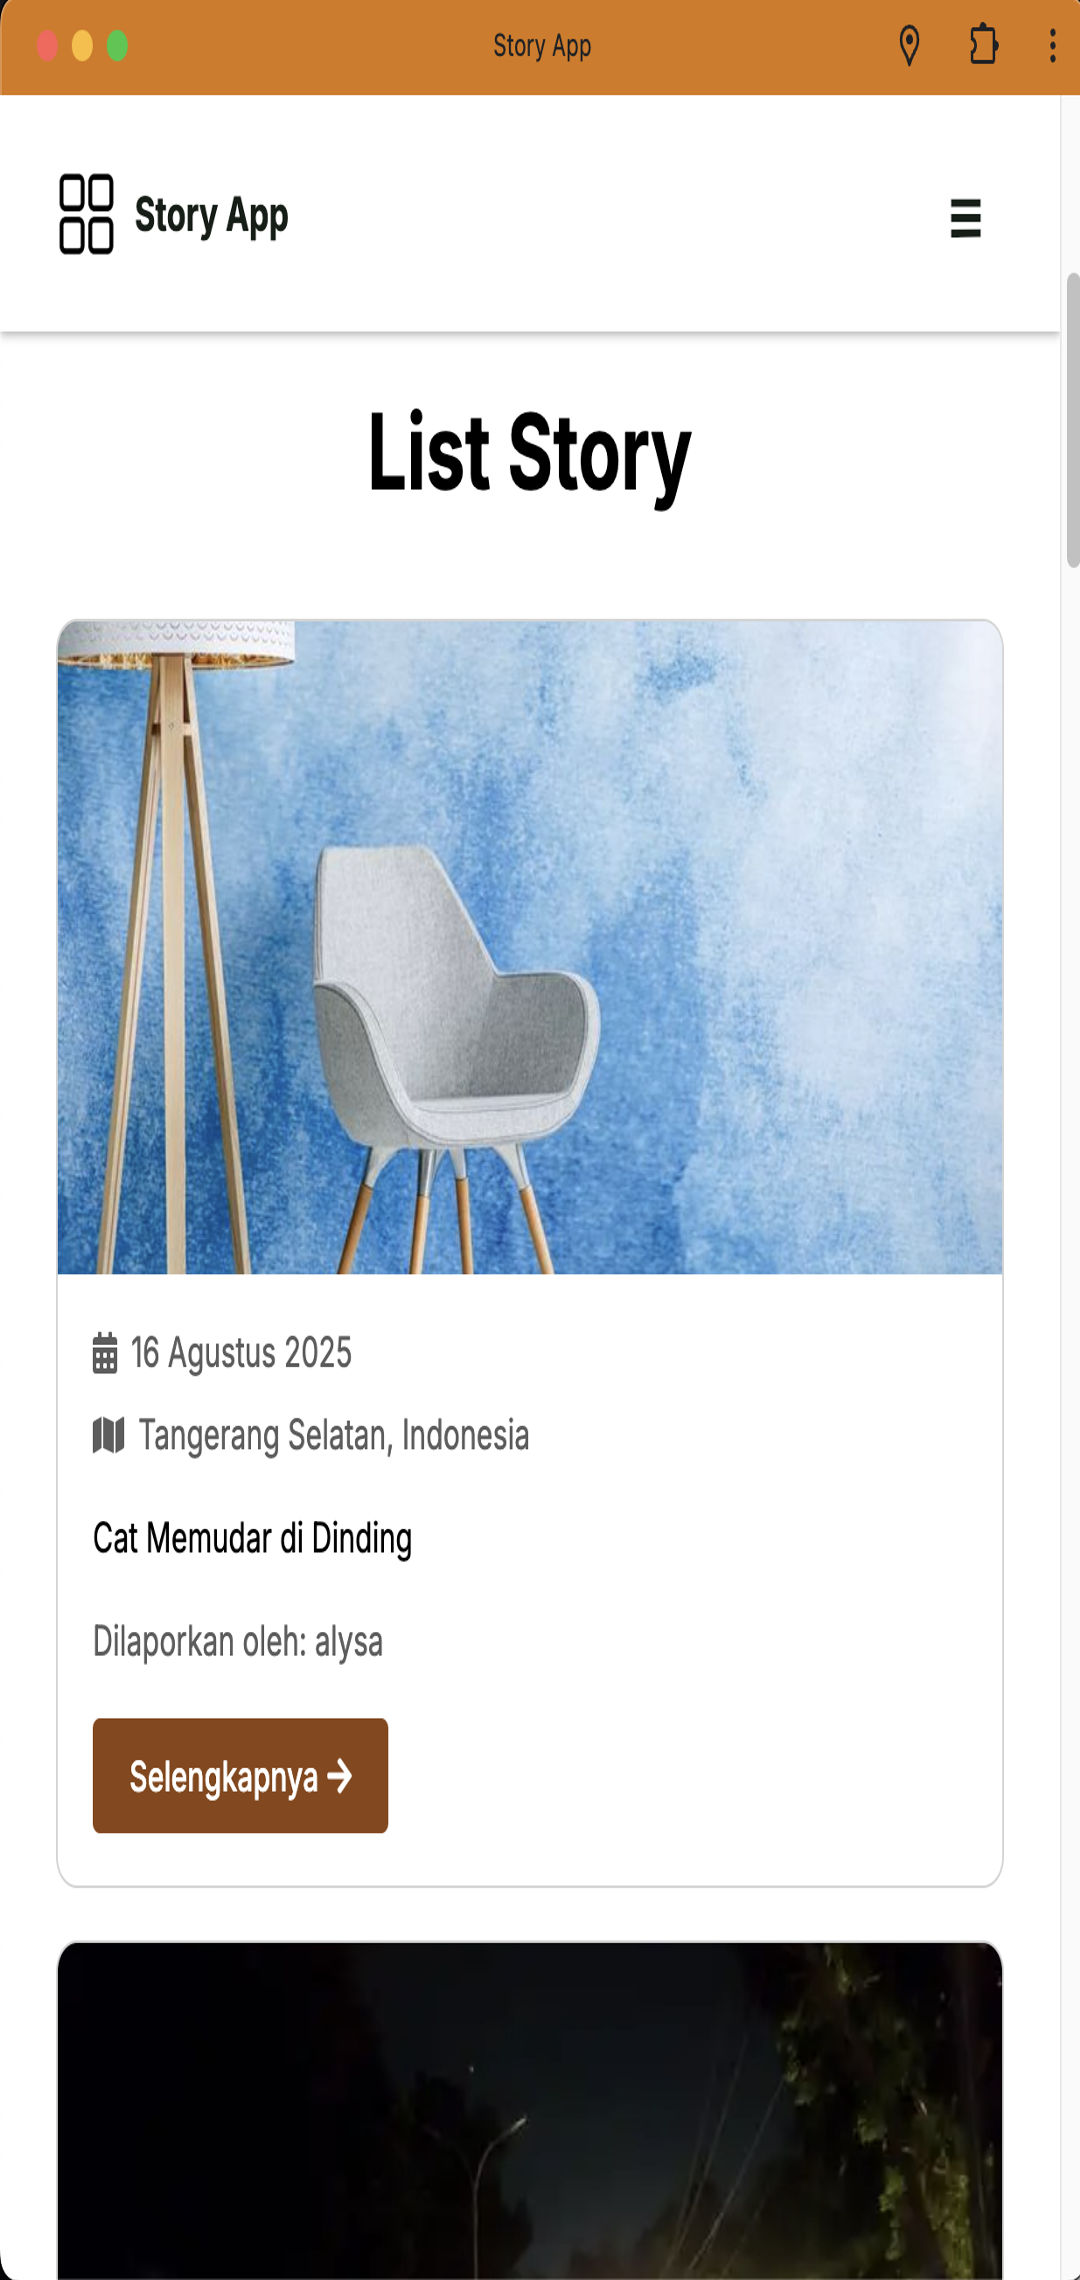 Story App
Story App
List Story
16 Agustus 2025
Tangerang Selatan, Indonesia
Cat Memudar di Dinding
Dilaporkan oleh: alysa
Selengkapnya →